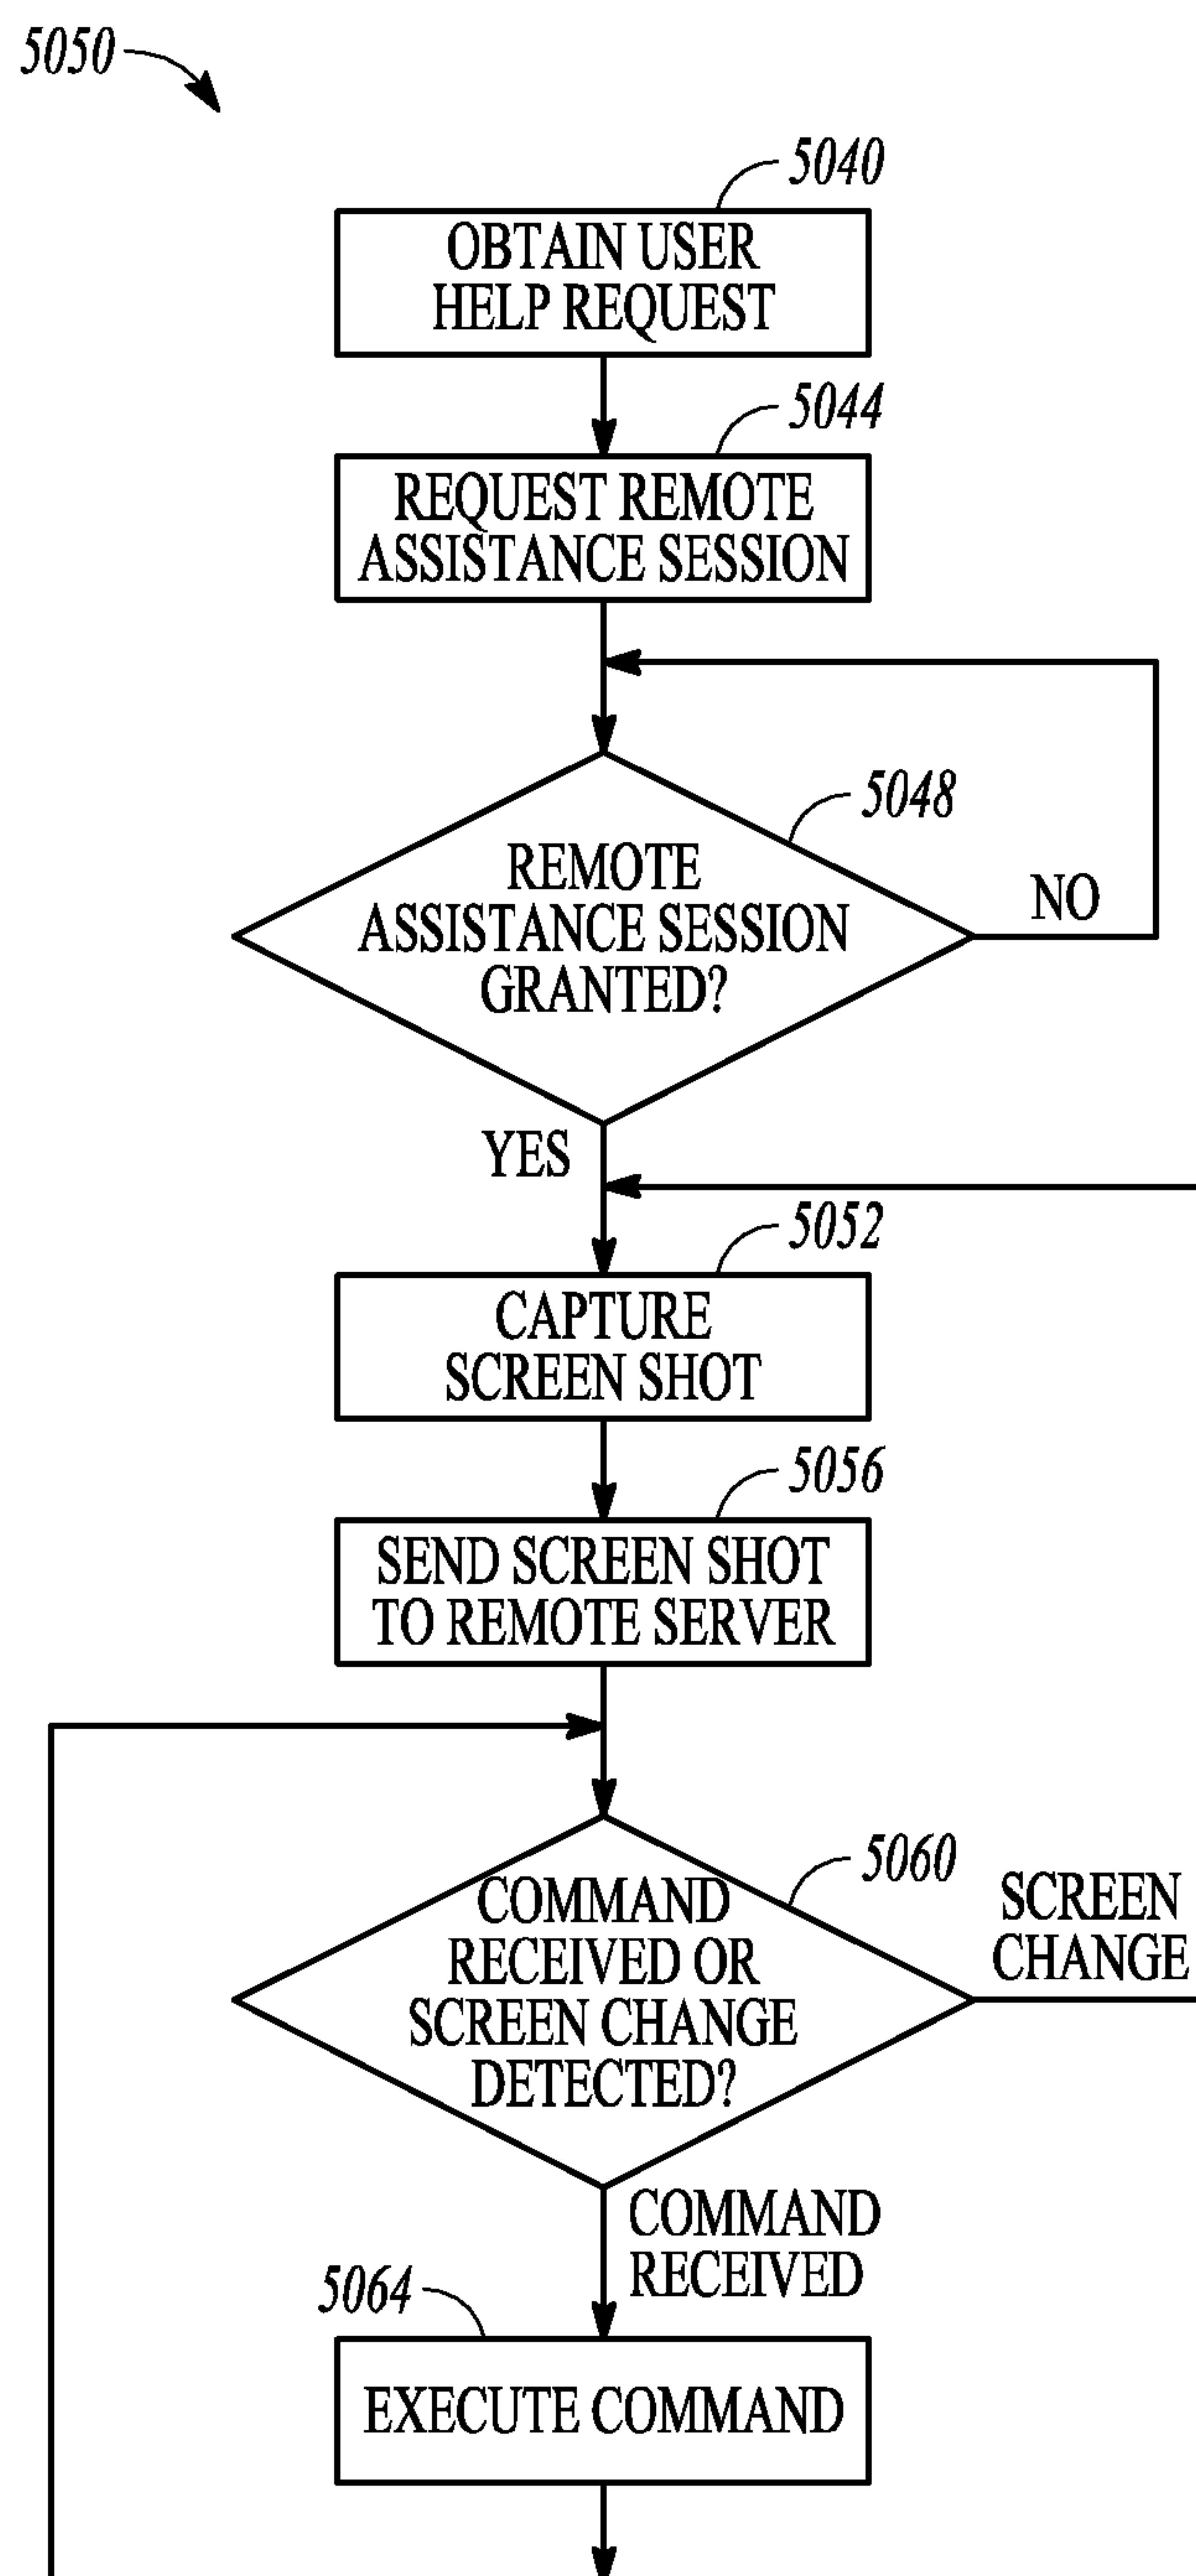 5050
5040
OBTAIN USER
HELP REQUEST
5044
REQUEST REMOTE
ASSISTANCE SESSION
5048
REMOTE
ASSISTANCE SESSION
GRANTED?
NO
YES
5052
CAPTURE
SCREEN SHOT
5056
SEND SCREEN SHOT
TO REMOTE SERVER
5060
COMMAND
RECEIVED OR
SCREEN CHANGE
DETECTED?
SCREEN
CHANGE
COMMAND
RECEIVED
5064
EXECUTE COMMAND